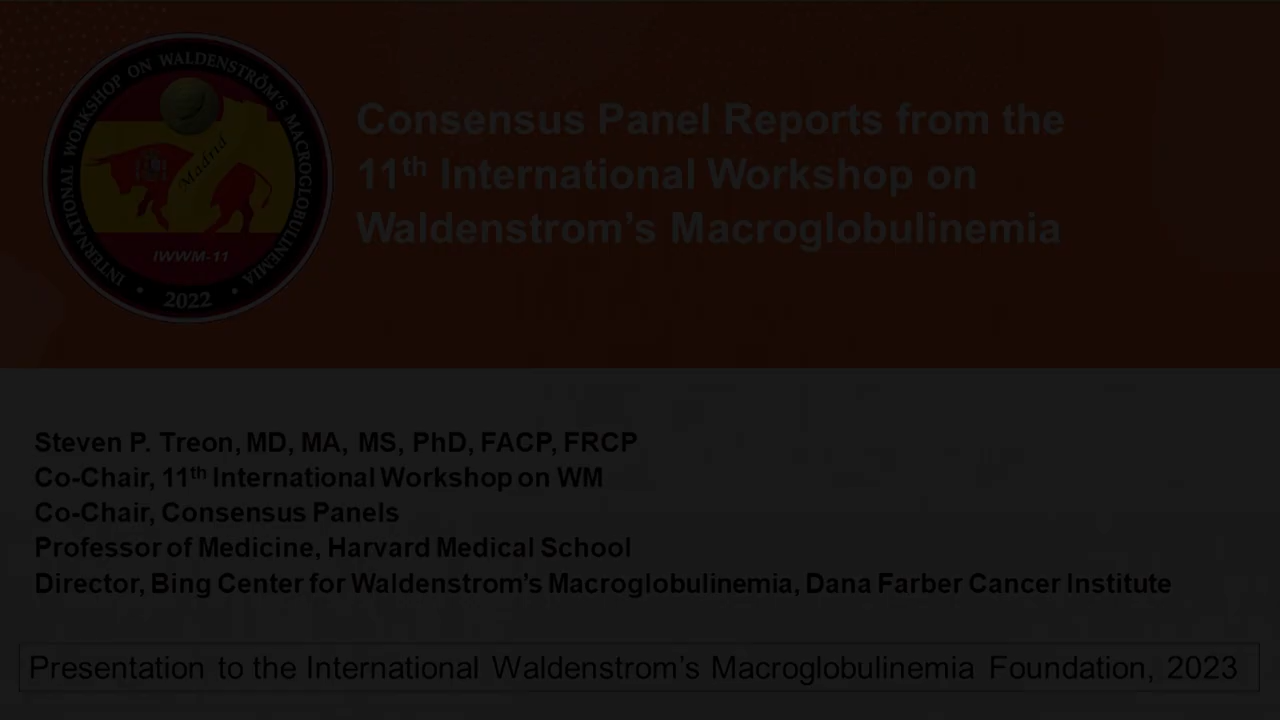 INTERNATIONAL WORKSHOP ON WALDENSTRÖM'S MACROGLOBULINEMIA
Madrid
IWWM-11
• 2022 •
Consensus Panel Reports from the
11th International Workshop on
Waldenstrom's Macroglobulinemia
Steven P. Treon, MD, MA, MS, PhD, FACP, FRCP
Co-Chair, 11th International Workshop on WM
Co-Chair, Consensus Panels
Professor of Medicine, Harvard Medical School
Director, Bing Center for Waldenstrom's Macroglobulinemia, Dana Farber Cancer Institute
Presentation to the International Waldenstrom's Macroglobulinemia Foundation, 2023